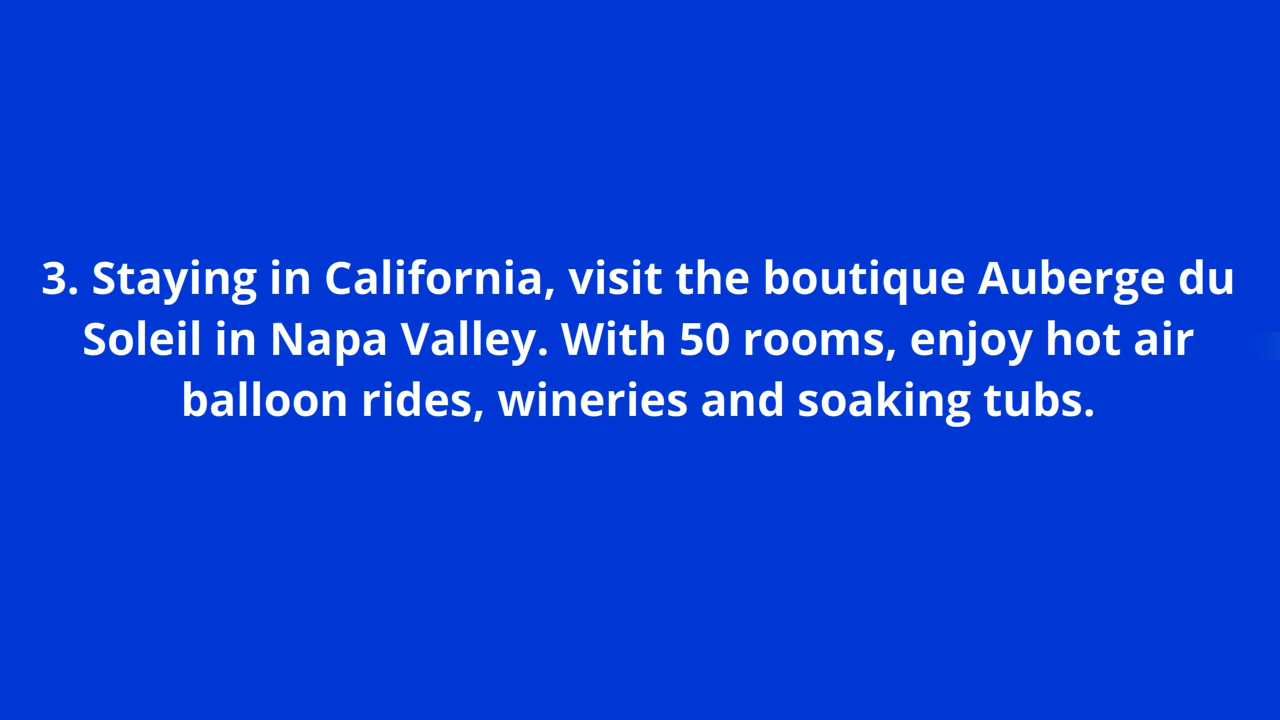 3. Staying in California, visit the boutique Auberge du
Soleil in Napa Valley. With 50 rooms, enjoy hot air
balloon rides, wineries and soaking tubs.